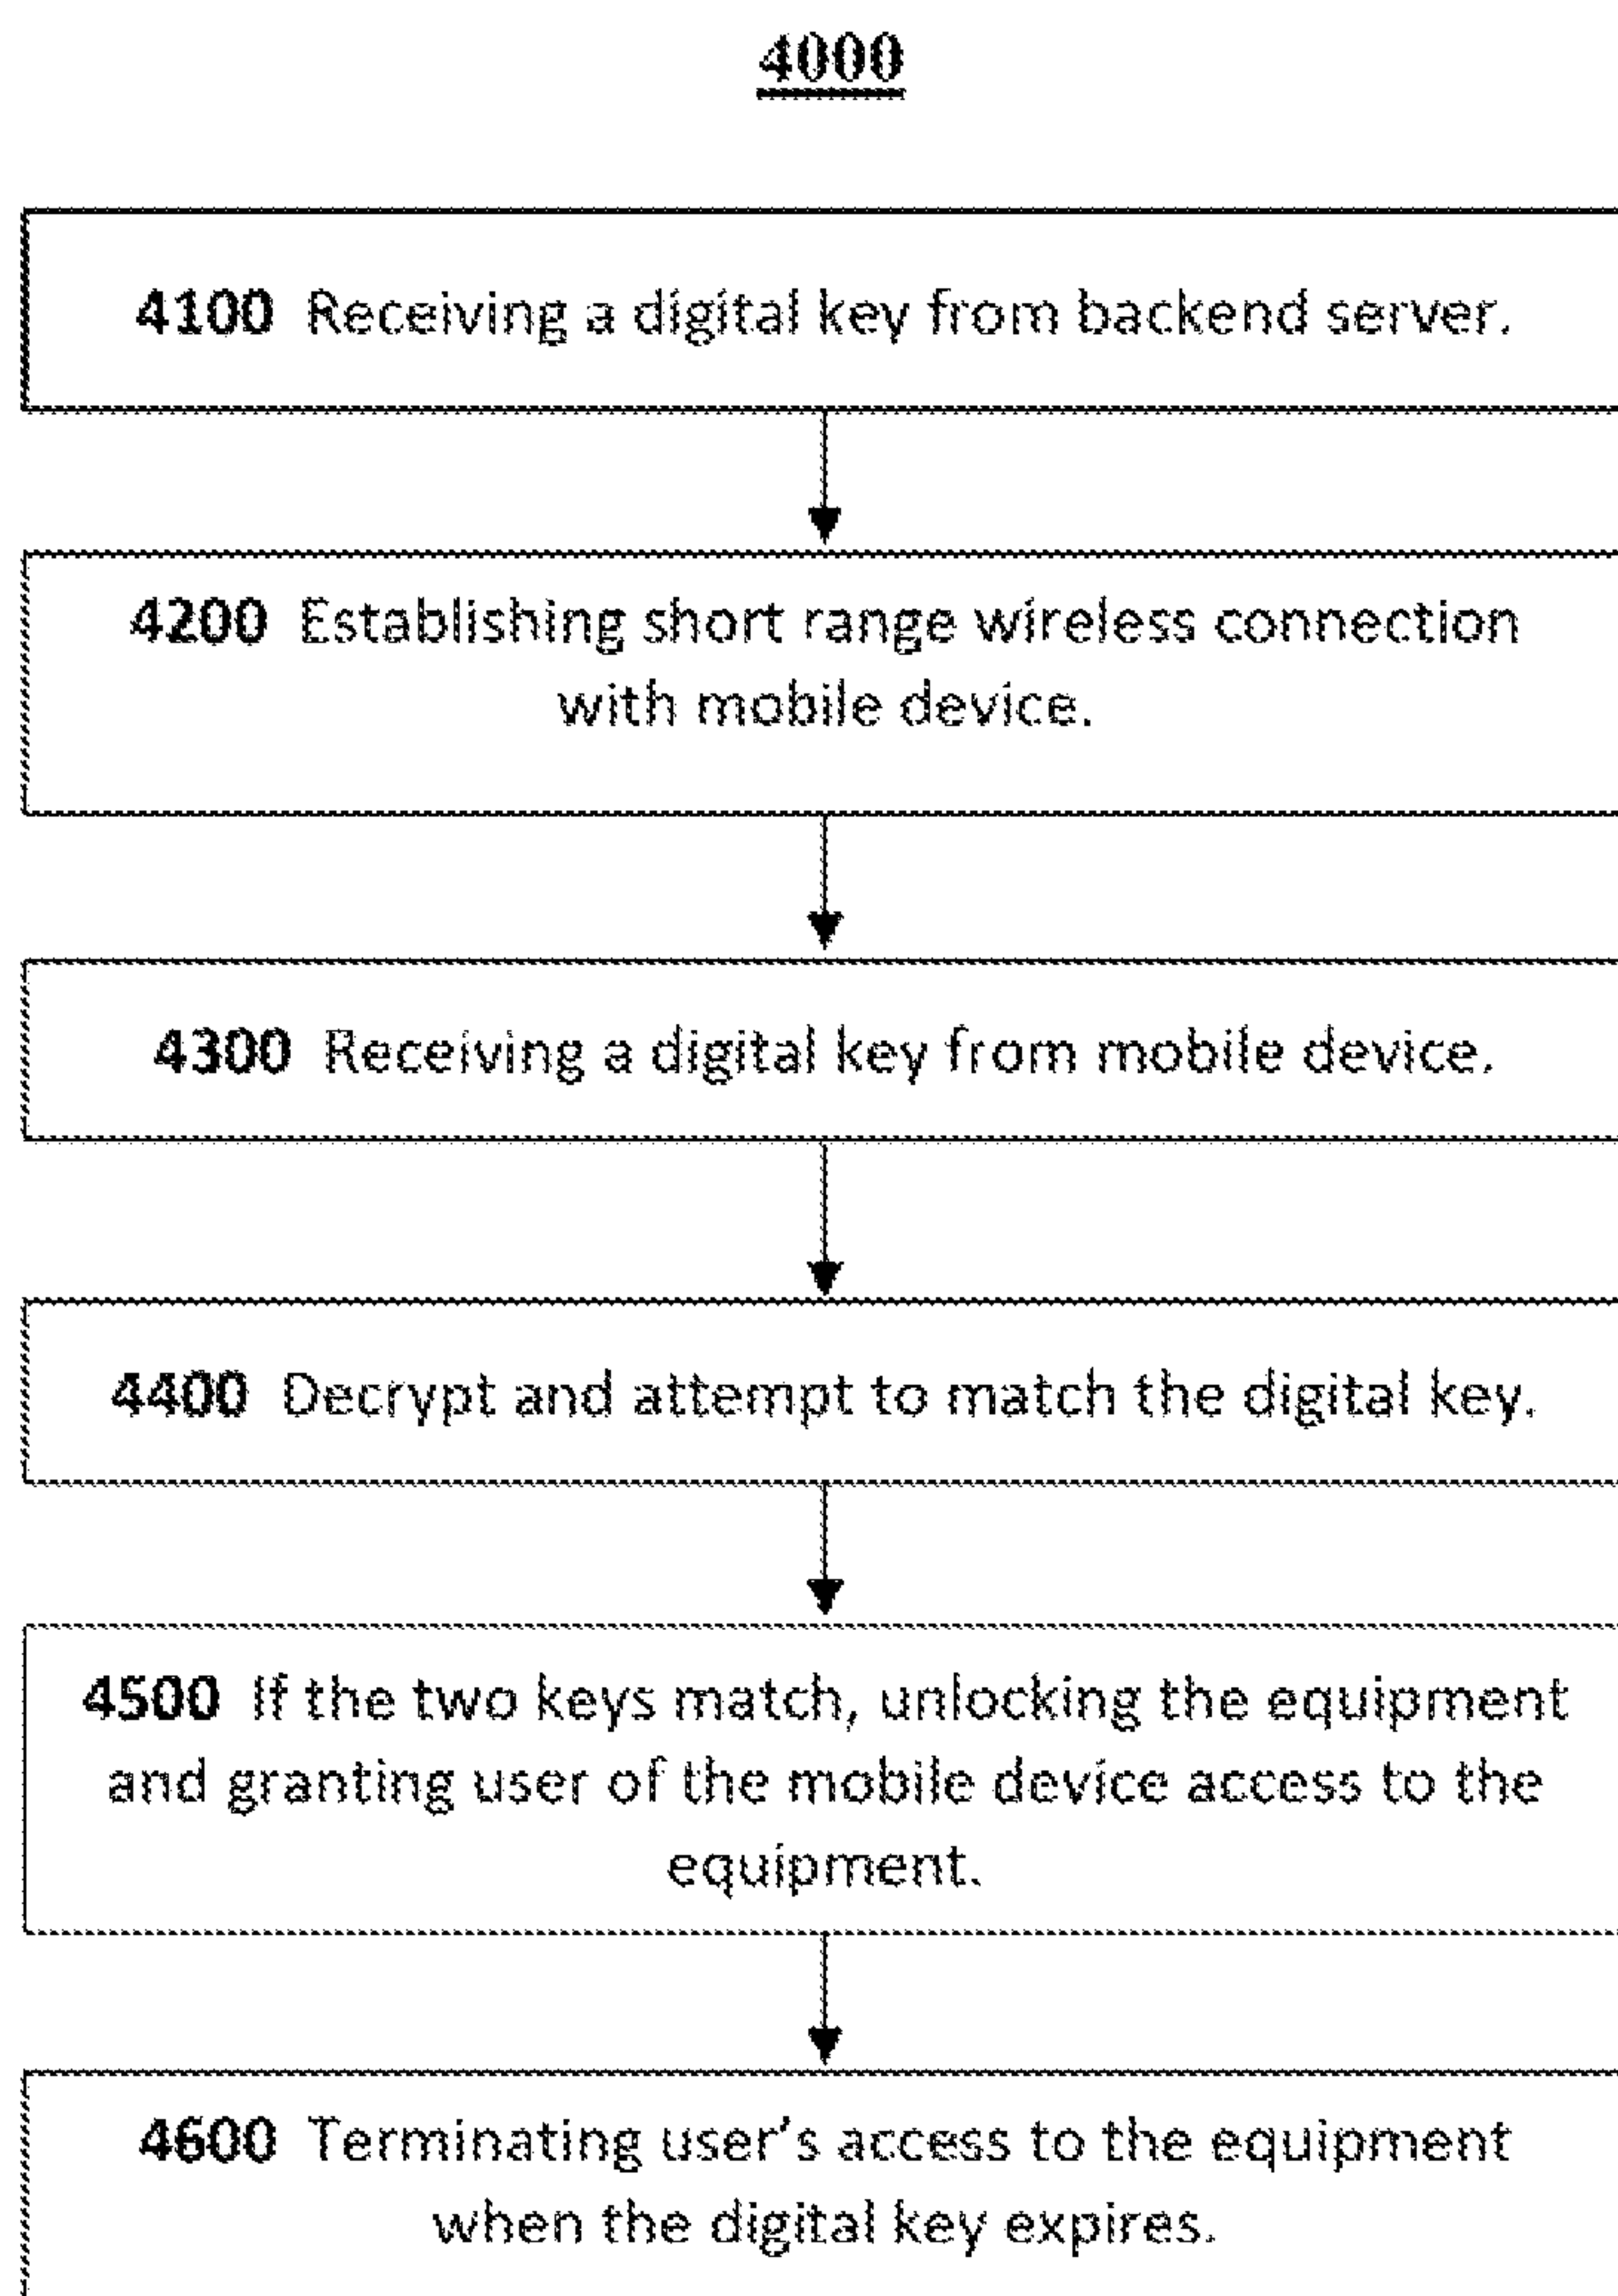 4000
4100 Receiving a digital key from backend server.
4200 Establishing short range wireless connection
with mobile device.
4300 Receiving a digital key from mobile device.
4400 Decrypt and attempt to match the digital key.
4500 If the two keys match, unlocking the equipment
and granting user of the mobile device access to the
equipment.
4600 Terminating user's access to the equipment
when the digital key expires.